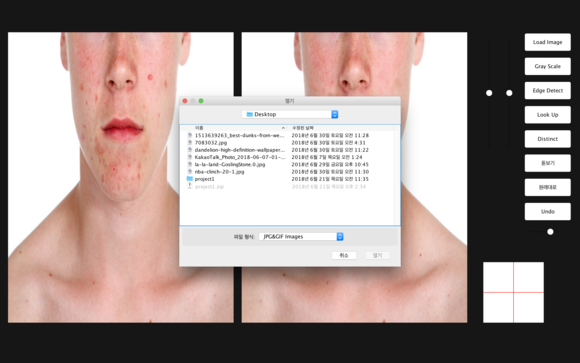 열기
Desktop
이름
수정된 날짜
1513639263_best-dunks-from-we...
2018년 6월 30일 토요일 오전 11:28
7083032.jpg
2018년 6월 30일 토요일 오전 4:31
dandelion-high-definition-wallpaper...
2018년 6월 30일 토요일 오전 11:22
KakaoTalk_Photo_2018-06-07-01-...
2018년 6월 7일 목요일 오전 1:24
la-la-land-GoslingStone.0.jpg
2018년 6월 29일 금요일 오후 10:45
nba-clinch-20-1.jpg
2018년 6월 30일 토요일 오전 11:30
project1
2018년 6월 21일 목요일 오전 11:35
project1.zip
2018년 6월 21일 목요일 오전 2:34
파일 형식:
JPG&GIF Images
취소
열기
Load Image
Gray Scale
Edge Detect
Look Up
Distinct
돋보기
원래대로
Undo